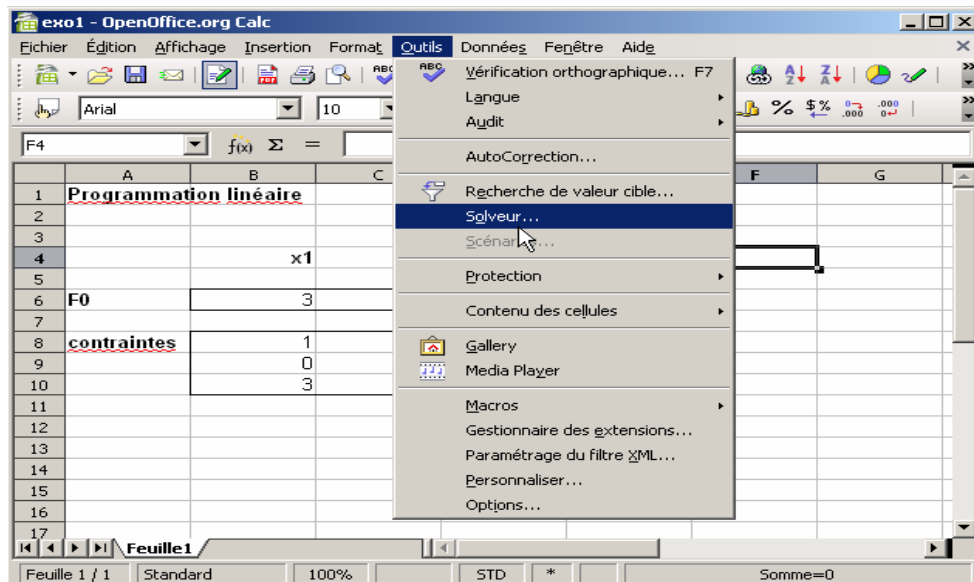 exo1 - OpenOffice.org Calc
Fichier Édition Affichage Insertion Format Outils Données Fenêtre Aide
Arial 10
F4 f(x) Σ =
A B C F G
1 Programmation linéaire
2
3
4 x1
5
6 F0 3
7
8 contraintes 1
9 0
10 3
11
12
13
14
15
16
17
Vérification orthographique... F7
Langue
Audit
AutoCorrection...
Recherche de valeur cible...
Solveur...
Protection
Contenu des cellules
Gallery
Media Player
Macros
Gestionnaire des extensions...
Paramétrage du filtre XML...
Personnaliser...
Options...
Feuille1
Feuille 1 / 1 Standard 100% STD * Somme=0